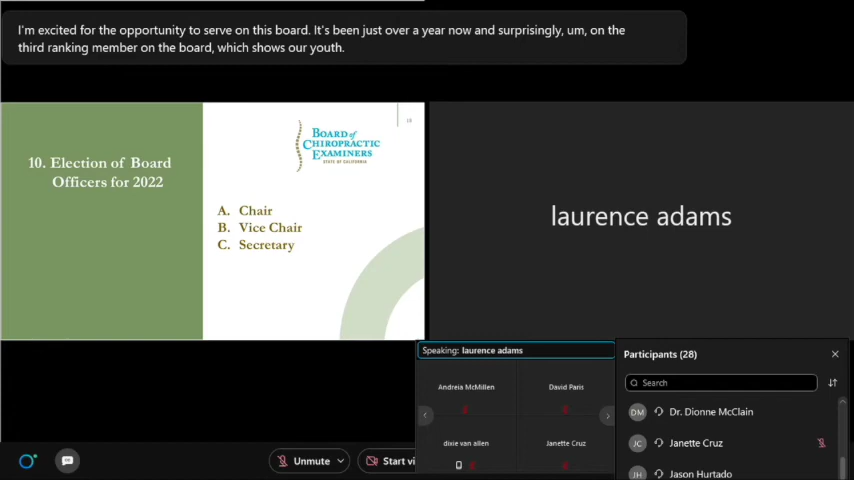 I'm excited for the opportunity to serve on this board. It's been just over a year now and surprisingly, um, on the
third ranking member on the board, which shows our youth.
10. Election of Board
Officers for 2022
18
BOARD of
CHIROPRACTIC
EXAMINERS
STATE OF CALIFORNIA
A. Chair
B. Vice Chair
C. Secretary
laurence adams
Speaking: laurence adams
Andreia McMillen
David Paris
dixie van allen
Janette Cruz
Participants (28)
Search
DM Dr. Dionne McClain
JC Janette Cruz
JH Jason Hurtado
Unmute
Start vi